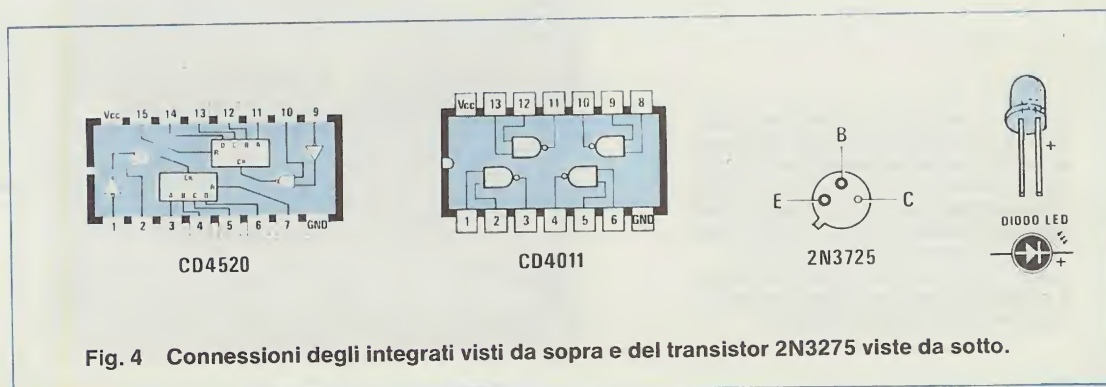 Vcc 15 14 13 12 11 10 9
D C B A
R
CK
CK
R
A B C D
1 2 3 4 5 6 7 GND
CD4520
Vcc 13 12 11 10 9 8
1 2 3 4 5 6 GND
CD4011
B
E C
2N3725
+
DIODO LED
+
Fig. 4 Connessioni degli integrati visti da sopra e del transistor 2N3275 viste da sotto.